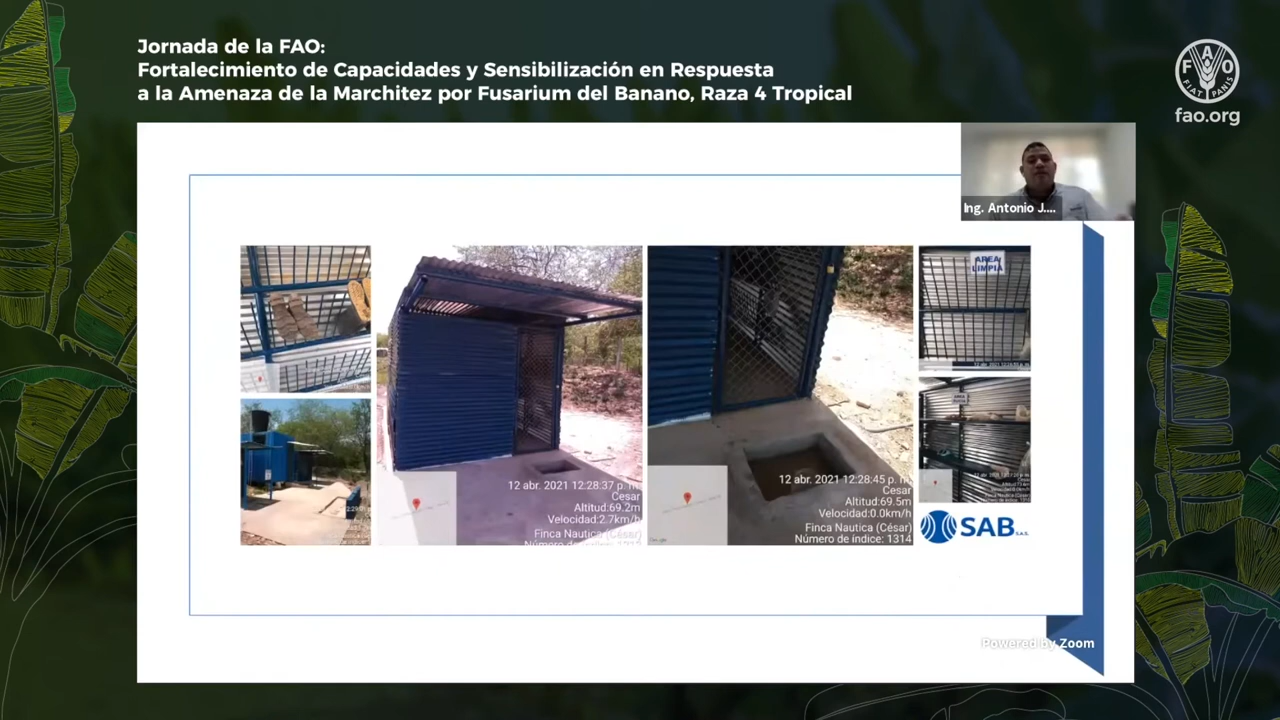 Jornada de la FAO:
Fortalecimiento de Capacidades y Sensibilización en Respuesta
a la Amenaza de la Marchitez por Fusarium del Banano, Raza 4 Tropical
FAO
FIAT PANIS
fao.org
Ing. Antonio J....
AREA
LIMPIA
12 abr. 2021 12:28:37 p. m.
Cesar
Altitud:69.2m
Velocidad:2.7km/h
Finca Nautica (César)
12 abr. 2021 12:28:45 p. m.
Cesar
Altitud:69.5m
Velocidad:0.0km/h
Finca Nautica (César)
Número de índice: 1314
SAB S.A.S.
Powered by Zoom